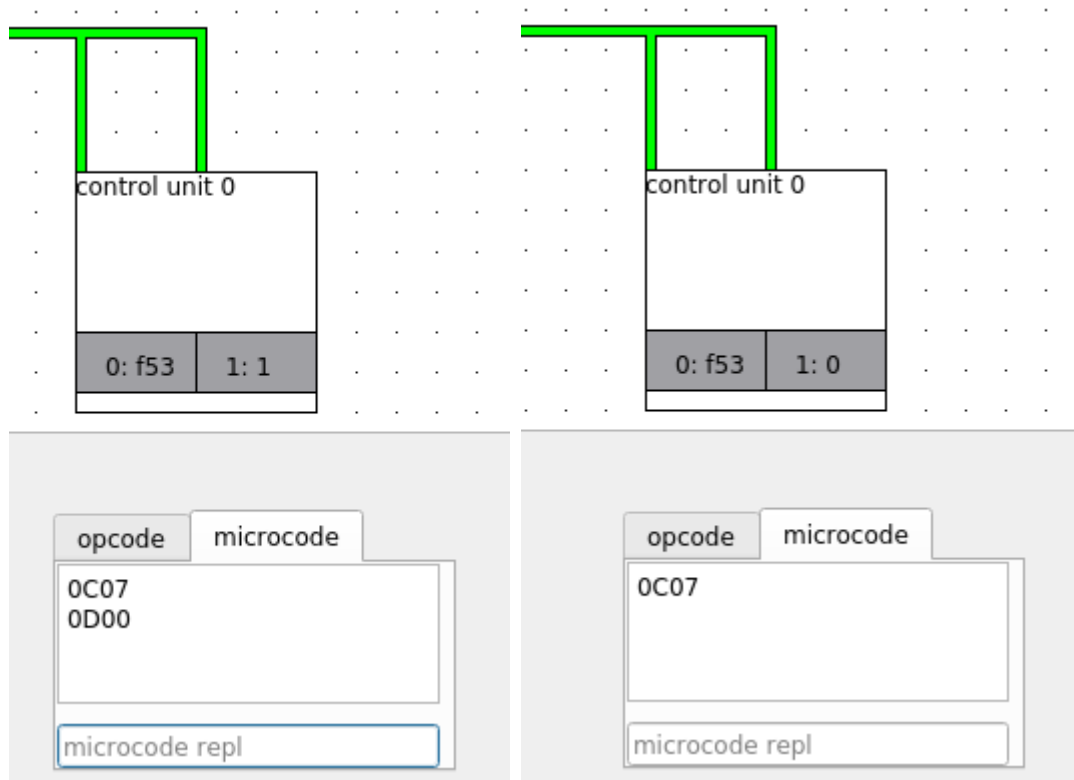 control unit 0
0: f53 1: 1
opcode microcode
0C07
0D00
microcode repl
control unit 0
0: f53 1: 0
opcode microcode
0C07
microcode repl